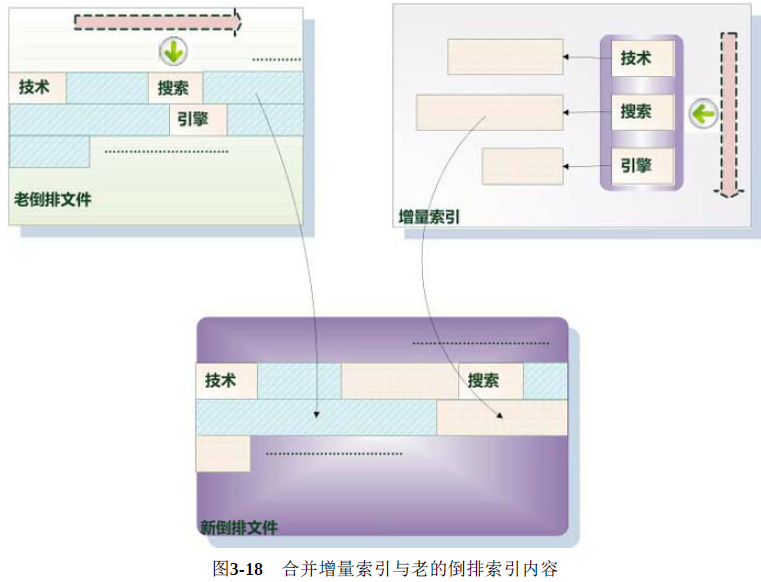 技术 搜索
引擎
老倒排文件
技术
搜索
引擎
增量索引
技术 搜索
新倒排文件
图3-18 合并增量索引与老的倒排索引内容